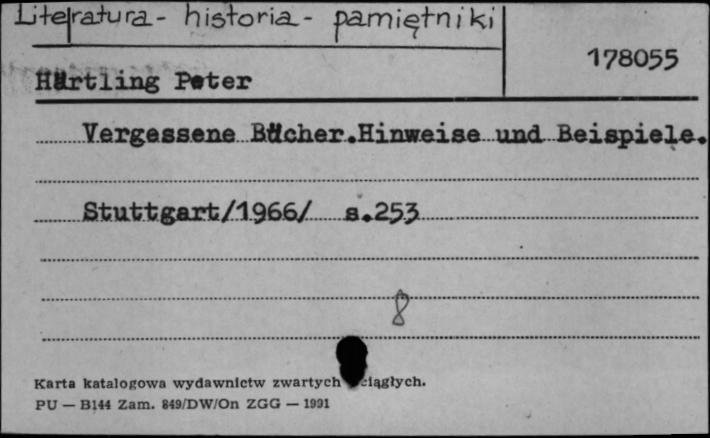 Literatura - historia - pamiętniki
178055
Härtling Peter
Vergessene Bücher.Hinweise und Beispiele.
Stuttgart/1966/ s.253
8
Karta katalogowa wydawnictw zwartych ciągłych.
PU — B144 Zam. 849/DW/On ZGG — 1991